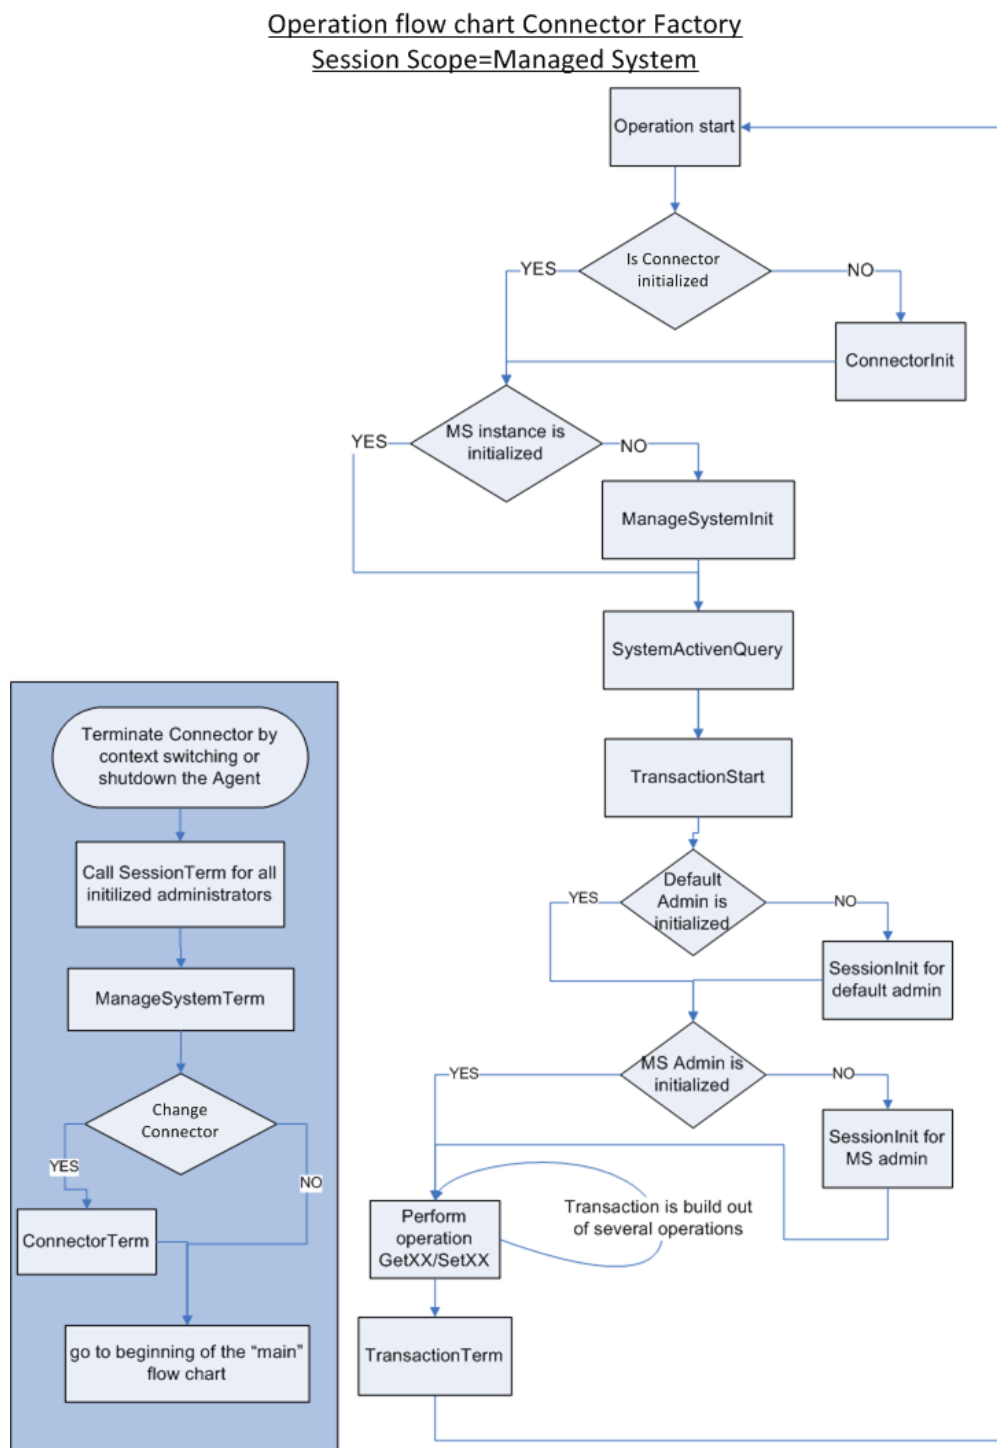 Operation flow chart Connector Factory
Session Scope=Managed System
Operation start
Is Connector
initialized
YES
NO
ConnectorInit
MS instance is
initialized
YES
NO
ManageSystemInit
SystemActivenQuery
TransactionStart
Default
Admin is
initialized
YES
NO
SessionInit for
default admin
MS Admin is
initialized
YES
NO
SessionInit for
MS admin
Perform
operation
GetXX/SetXX
Transaction is build out
of several operations
TransactionTerm
Terminate Connector by
context switching or
shutdown the Agent
Call SessionTerm for all
initilized administrators
ManageSystemTerm
Change
Connector
YES
NO
ConnectorTerm
go to beginning of the “main”
flow chart